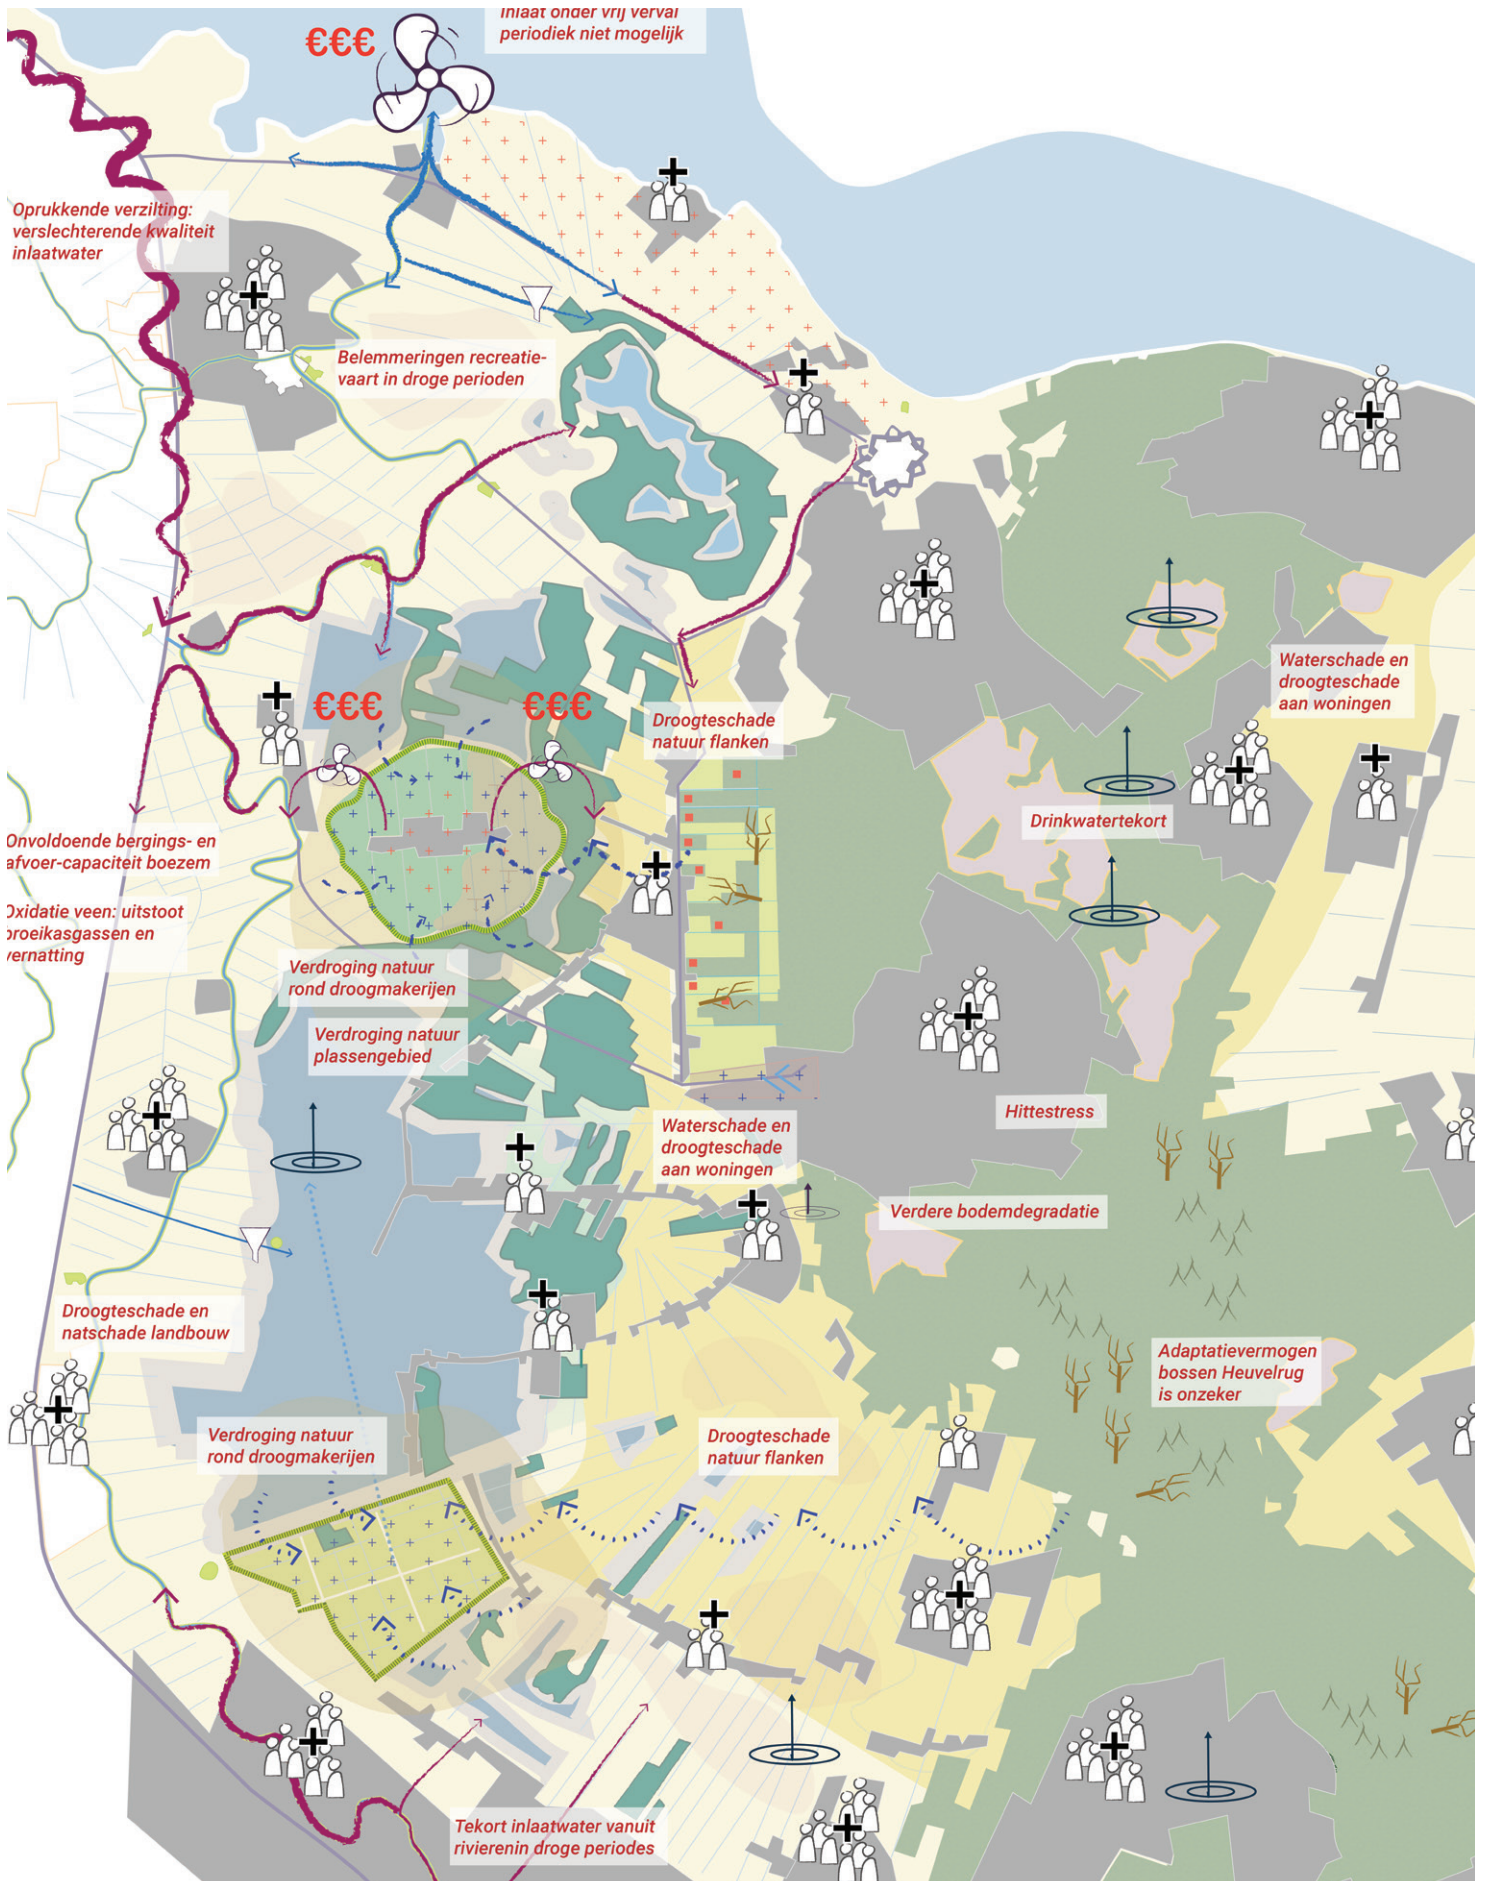 €€€
Inlaat onder vrij verval
periodiek niet mogelijk
Oprukkende verzilting:
verslechterende kwaliteit
inlaatwater
Belemmeringen recreatie-
vaart in droge perioden
Waterschade en
droogteschade
aan woningen
€€€
€€€
Droogteschade
natuur flanken
Drinkwatertekort
Onvoldoende bergings- en
afvoer-capaciteit boezem
Oxidatie veen: uitstoot
broeikasgassen en
vernatting
Verdroging natuur
rond droogmakerijen
Verdroging natuur
plassengebied
Hittestress
Waterschade en
droogteschade
aan woningen
Verdere bodemdegradatie
Droogteschade en
natschade landbouw
Adaptatievermogen
bossen Heuvelrug
is onzeker
Verdroging natuur
rond droogmakerijen
Droogteschade
natuur flanken
Tekort inlaatwater vanuit
rivierenin droge periodes